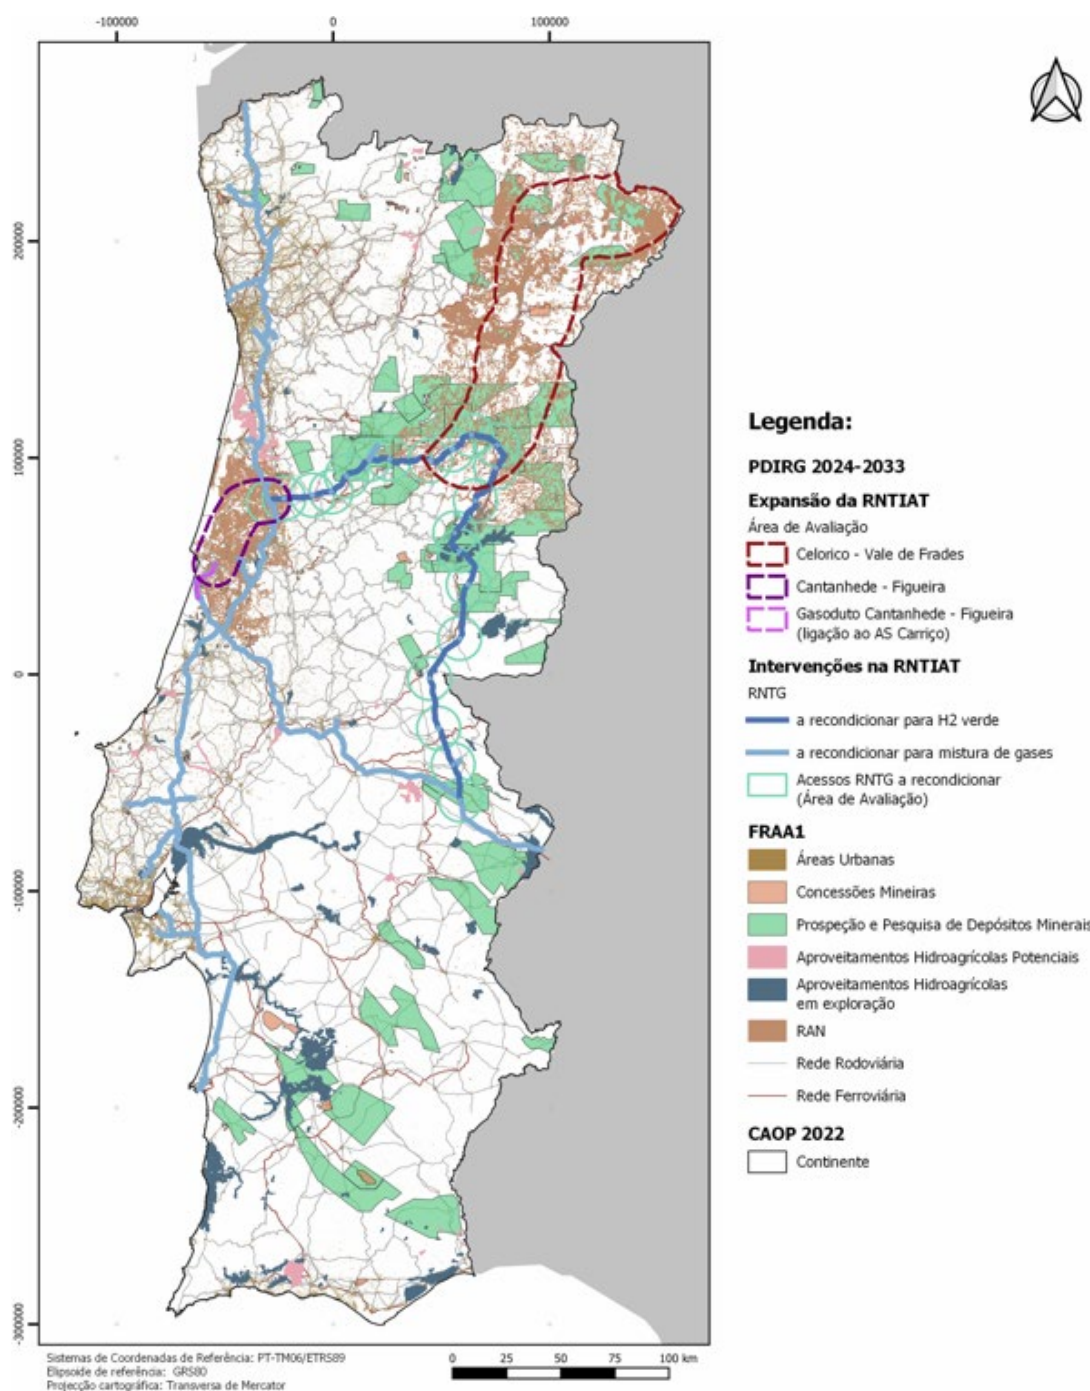 -100000 0 100000
200000
100000
0
-100000
-200000
-300000
Legenda:
PDIRG 2024-2033
Expansão da RNTIAT
Área de Avaliação
Celorico - Vale de Frades
Cantanhede - Figueira
Gasoduto Cantanhede - Figueira
(ligação ao AS Carriço)
Intervenções na RNTIAT
RNTG
a recondicionar para H2 verde
a recondicionar para mistura de gases
Acessos RNTG a recondicionar
(Área de Avaliação)
FRAA1
Áreas Urbanas
Concessões Mineiras
Prospeção e Pesquisa de Depósitos Minerais
Aproveitamentos Hidroagrícolas Potenciais
Aproveitamentos Hidroagrícolas
em exploração
RAN
Rede Rodoviária
Rede Ferroviária
CAOP 2022
Continente
Sistemas de Coordenadas de Referência: PT-TM06/ETRS89
Elipsoide de referência: GRS80
Projecção cartográfica: Transversa de Mercator
0 25 50 75 100 km